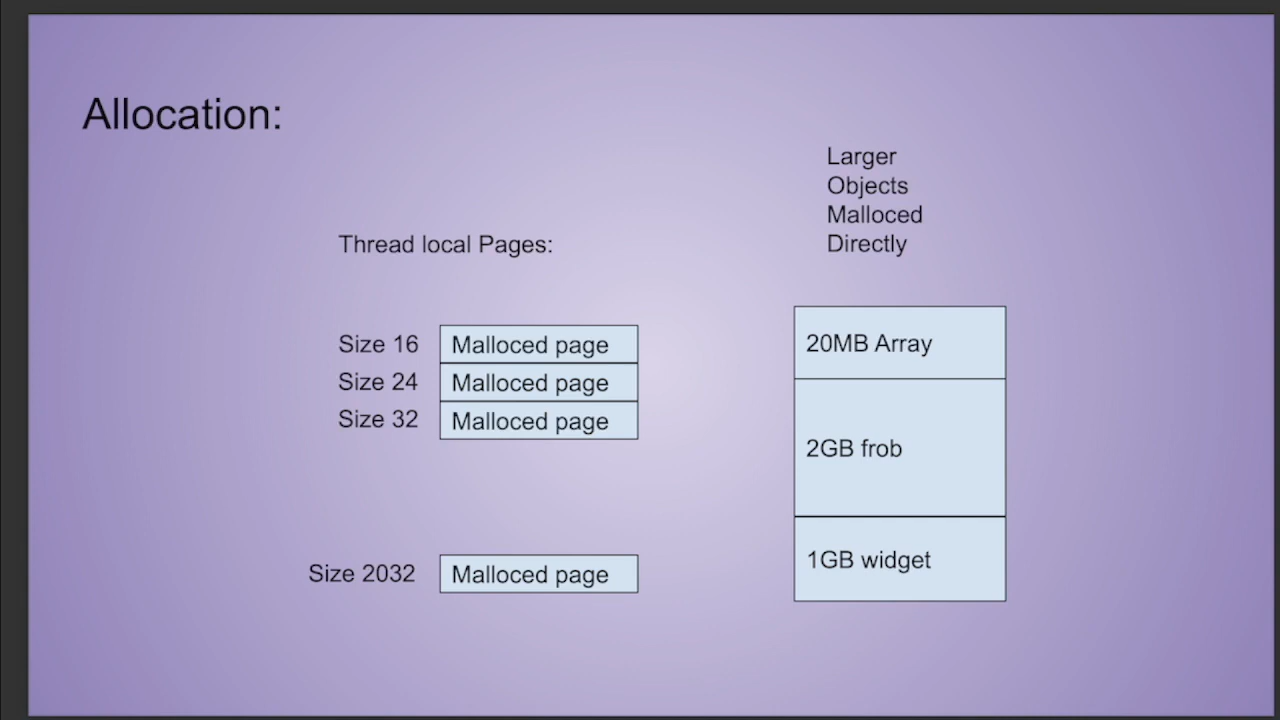 Allocation:
Larger
Objects
Malloced
Directly
Thread local Pages:
Size 16 Malloced page
Size 24 Malloced page
Size 32 Malloced page
Size 2032 Malloced page
20MB Array
2GB frob
1GB widget